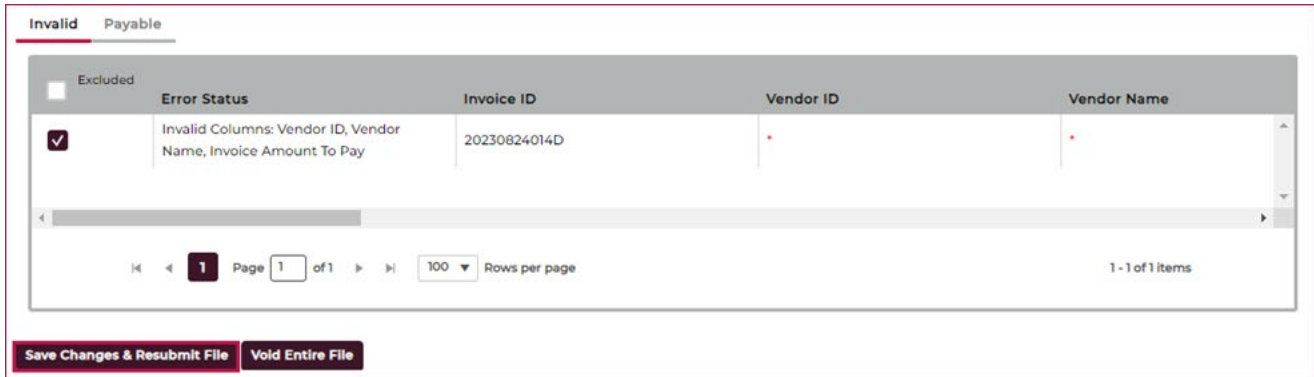 Invalid Payable
Excluded
Error Status Invoice ID Vendor ID Vendor Name
Invalid Columns: Vendor ID, Vendor
Name, Invoice Amount To Pay
20230824014D * *
1 Page 1 of 1 100 Rows per page 1 - 1 of 1 items
Save Changes & Resubmit File Void Entire File